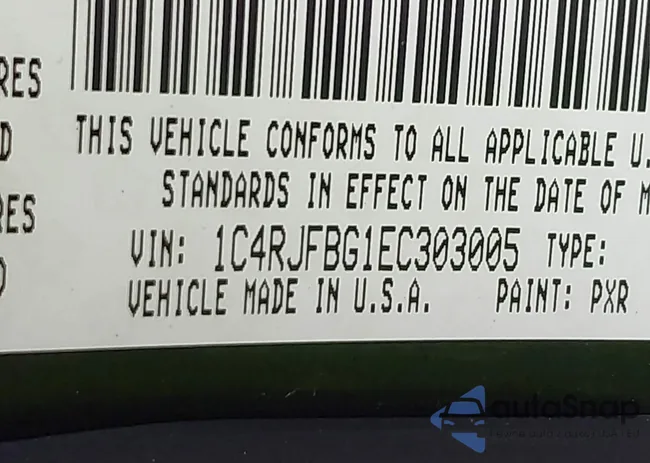 RES
THIS VEHICLE CONFORMS TO ALL APPLICABLE U.
D
STANDARDS IN EFFECT ON THE DATE OF M
RES
VIN: 1C4RJFBG1EC303005 TYPE:
VEHICLE MADE IN U.S.A. PAINT: PXR
autoSnap